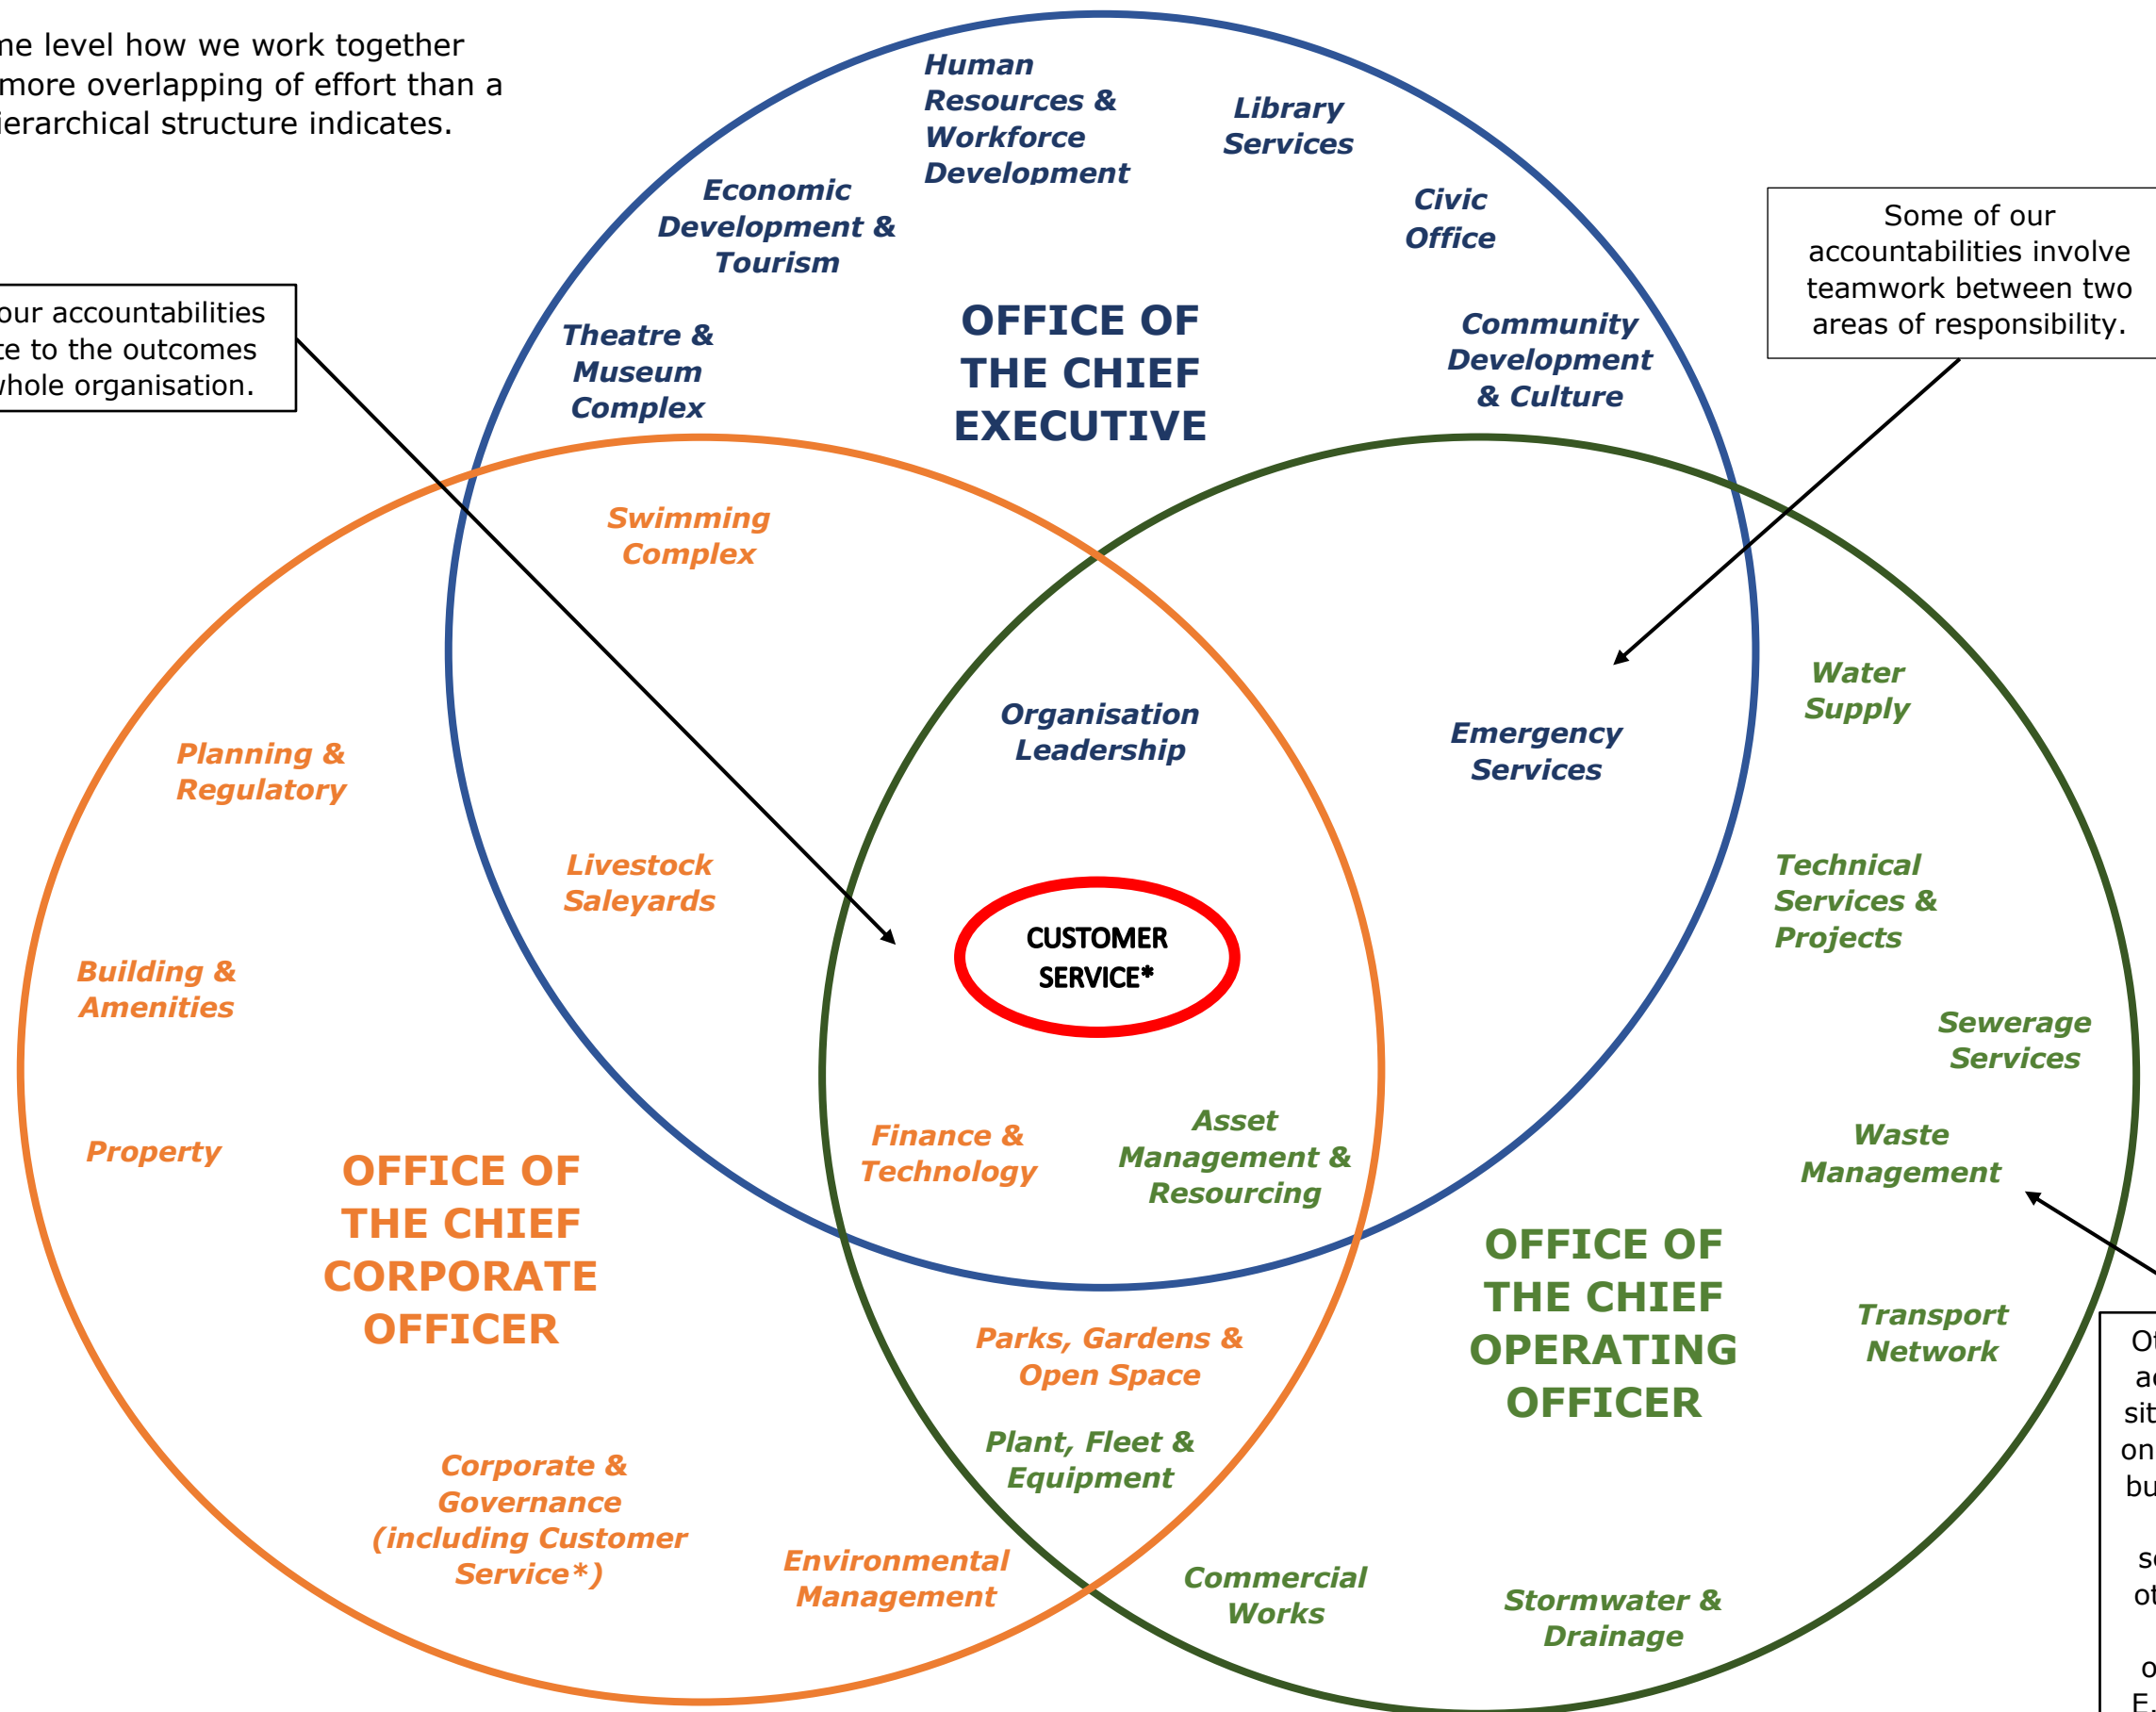 me level how we work together
more overlapping of effort than a
ierarchical structure indicates.
Human
Resources &
Workforce
Development
Library
Services
Economic
Development &
Tourism
Civic
Office
Some of our
accountabilities involve
teamwork between two
areas of responsibility.
our accountabilities
te to the outcomes
whole organisation.
Theatre &
Museum
Complex
OFFICE OF
THE CHIEF
EXECUTIVE
Community
Development
& Culture
Swimming
Complex
Organisation
Leadership
Emergency
Services
Water
Supply
Planning &
Regulatory
Livestock
Saleyards
Technical
Services &
Projects
CUSTOMER
SERVICE*
Building &
Amenities
Sewerage
Services
Property
Finance &
Technology
Asset
Management &
Resourcing
Waste
Management
OFFICE OF
THE CHIEF
CORPORATE
OFFICER
OFFICE OF
THE CHIEF
OPERATING
OFFICER
Transport
Network
Parks, Gardens &
Open Space
Plant, Fleet &
Equipment
Corporate &
Governance
(including Customer
Service*)
Environmental
Management
Commercial
Works
Stormwater &
Drainage
on